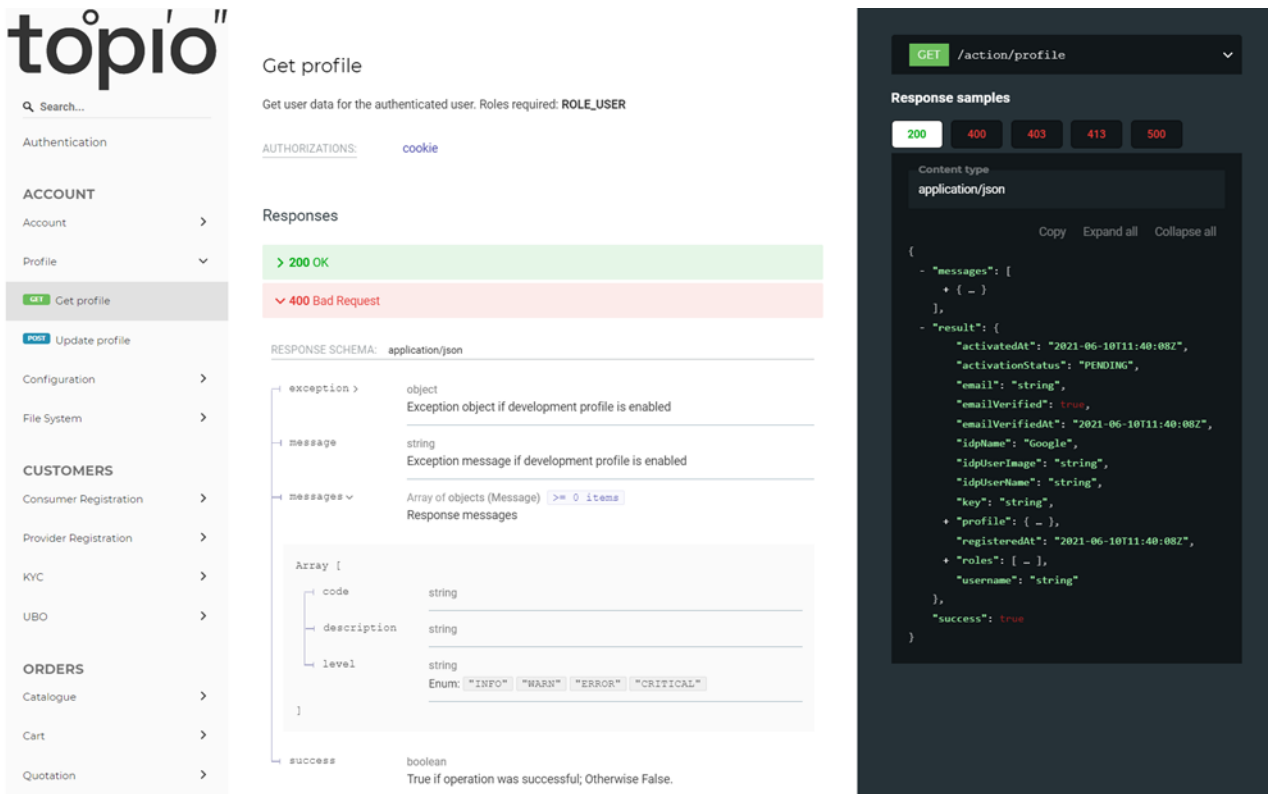 topio
Search...
Authentication
ACCOUNT
Account
Profile
GET Get profile
POST Update profile
Configuration
File System
CUSTOMERS
Consumer Registration
Provider Registration
KYC
UBO
ORDERS
Catalogue
Cart
Quotation
Get profile
Get user data for the authenticated user. Roles required: ROLE_USER
AUTHORIZATIONS: cookie
Responses
200 OK
400 Bad Request
RESPONSE SCHEMA: application/json
exception > object
Exception object if development profile is enabled
message string
Exception message if development profile is enabled
messages Array of objects (Message) >= 0 items
Response messages
Array [
code string
description string
level string
Enum: "INFO" "WARN" "ERROR" "CRITICAL"
]
success boolean
True if operation was successful; Otherwise False.
GET /action/profile
Response samples
200 400 403 413 500
Content type
application/json
Copy Expand all Collapse all
{
- "messages": [
+ { … }
],
- "result": {
"activatedAt": "2021-06-10T11:40:08Z",
"activationStatus": "PENDING",
"email": "string",
"emailVerified": true,
"emailVerifiedAt": "2021-06-10T11:40:08Z",
"idpName": "Google",
"idpUserImage": "string",
"idpUserName": "string",
"key": "string",
+ "profile": { … },
"registeredAt": "2021-06-10T11:40:08Z",
+ "roles": [ … ],
"username": "string"
},
"success": true
}